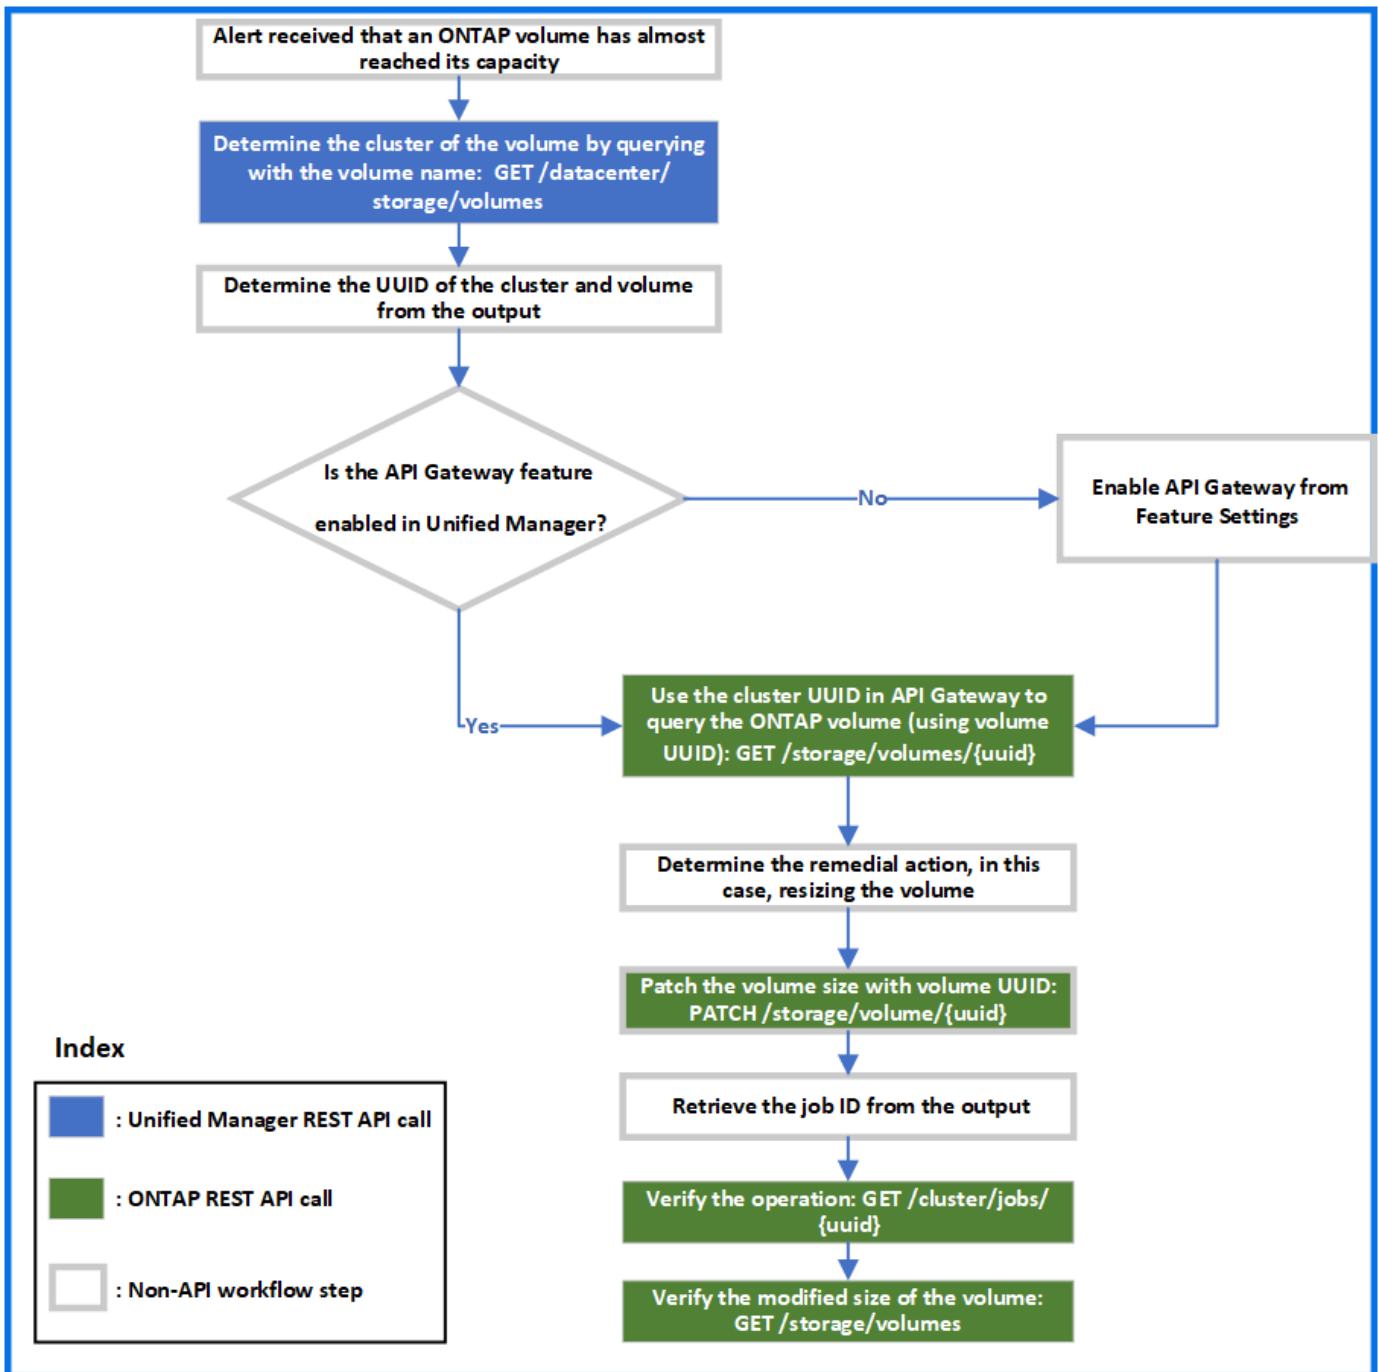 Alert received that an ONTAP volume has almost
reached its capacity
Determine the cluster of the volume by querying
with the volume name:  GET /datacenter/
storage/volumes
Determine the UUID of the cluster and volume
from the output
Is the API Gateway feature
enabled in Unified Manager?
No
Enable API Gateway from
Feature Settings
Yes
Use the cluster UUID in API Gateway to
query the ONTAP volume (using volume
UUID): GET /storage/volumes/{uuid}
Determine the remedial action, in this
case, resizing the volume
Patch the volume size with volume UUID:
PATCH /storage/volume/{uuid}
Retrieve the job ID from the output
Verify the operation: GET /cluster/jobs/
{uuid}
Verify the modified size of the volume:
GET /storage/volumes
Index
: Unified Manager REST API call
: ONTAP REST API call
: Non-API workflow step